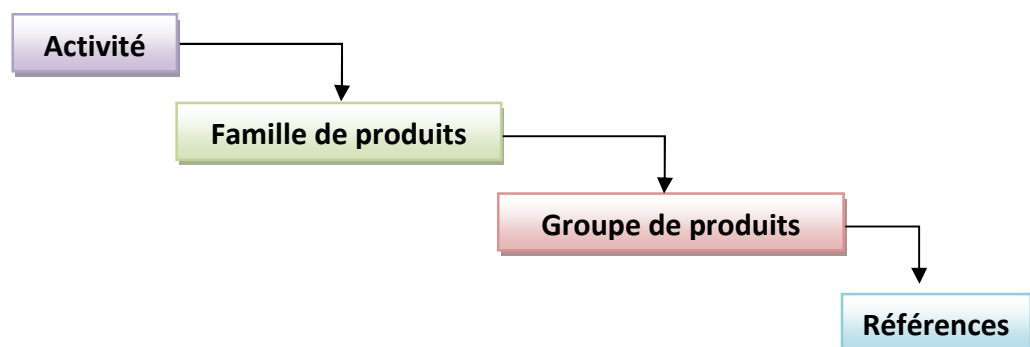 Activité
Famille de produits
Groupe de produits
Références